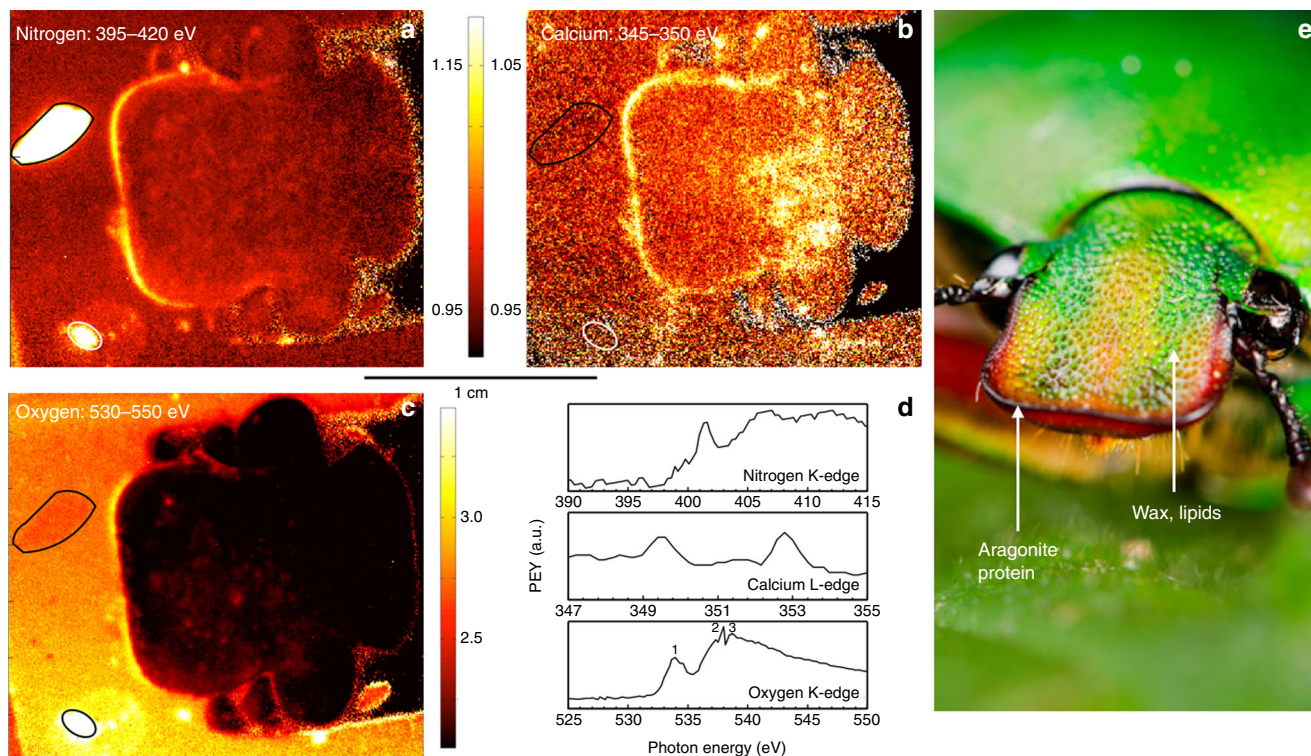 Nitrogen: 395–420 eV
a
1.15
0.95
1.05
0.95
Calcium: 345–350 eV
b
1 cm
Oxygen: 530–550 eV
c
3.0
2.5
d
PEY (a.u.)
Nitrogen K-edge
390 395 400 405 410 415
Calcium L-edge
347 349 351 353 355
1 2 3
Oxygen K-edge
525 530 535 540 545 550
Photon energy (eV)
e
Wax, lipids
Aragonite
protein